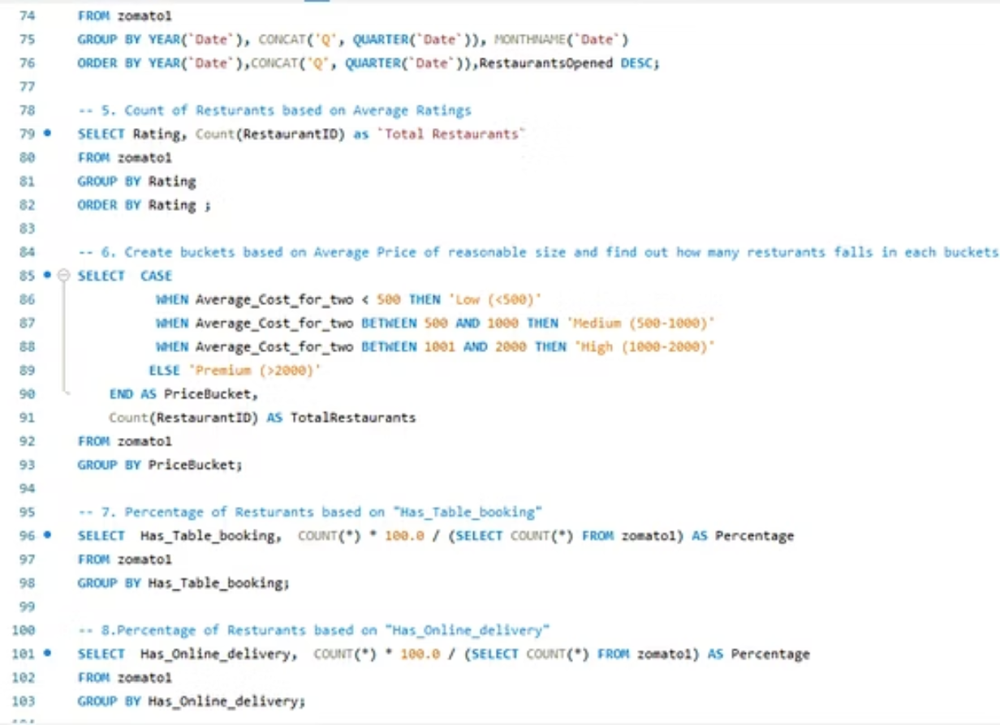 74 FROM zomato1
75 GROUP BY YEAR(`Date`), CONCAT('Q', QUARTER(`Date`)), MONTHNAME(`Date`)
76 ORDER BY YEAR(`Date`),CONCAT('Q', QUARTER(`Date`)),RestaurantsOpened DESC;
77
78 -- 5. Count of Resturants based on Average Ratings
79 SELECT Rating, Count(RestaurantID) as `Total Restaurants`
80 FROM zomato1
81 GROUP BY Rating
82 ORDER BY Rating ;
83
84 -- 6. Create buckets based on Average Price of reasonable size and find out how many resturants falls in each buckets
85 SELECT CASE
86 WHEN Average_Cost_for_two < 500 THEN 'Low (<500)'
87 WHEN Average_Cost_for_two BETWEEN 500 AND 1000 THEN 'Medium (500-1000)'
88 WHEN Average_Cost_for_two BETWEEN 1001 AND 2000 THEN 'High (1000-2000)'
89 ELSE 'Premium (>2000)'
90 END AS PriceBucket,
91 Count(RestaurantID) AS TotalRestaurants
92 FROM zomato1
93 GROUP BY PriceBucket;
94
95 -- 7. Percentage of Resturants based on "Has_Table_booking"
96 SELECT Has_Table_booking, COUNT(*) * 100.0 / (SELECT COUNT(*) FROM zomato1) AS Percentage
97 FROM zomato1
98 GROUP BY Has_Table_booking;
99
100 -- 8.Percentage of Resturants based on "Has_Online_delivery"
101 SELECT Has_Online_delivery, COUNT(*) * 100.0 / (SELECT COUNT(*) FROM zomato1) AS Percentage
102 FROM zomato1
103 GROUP BY Has_Online_delivery;